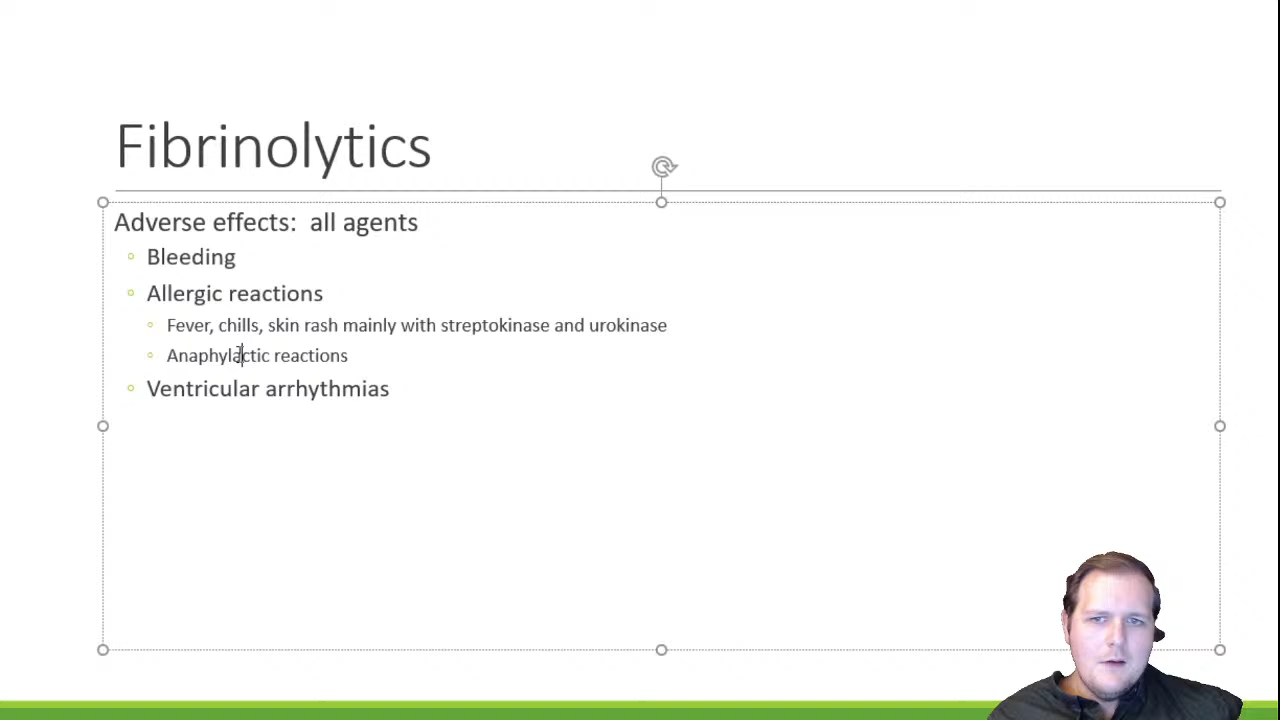 Fibrinolytics
Adverse effects:  all agents
Bleeding
Allergic reactions
Fever, chills, skin rash mainly with streptokinase and urokinase
Anaphylactic reactions
Ventricular arrhythmias